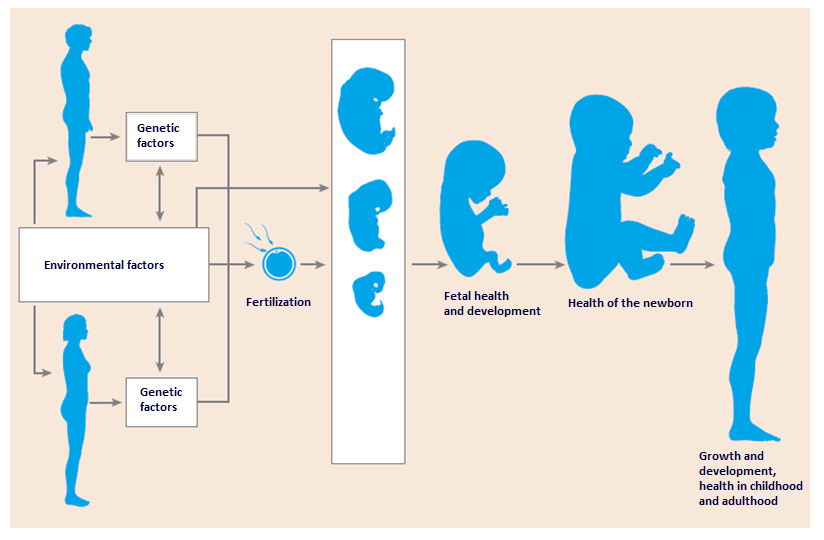 Genetic
factors
Environmental factors
Fertilization
Genetic
factors
Fetal health
and development
Health of the newborn
Growth and
development,
health in childhood
and adulthood